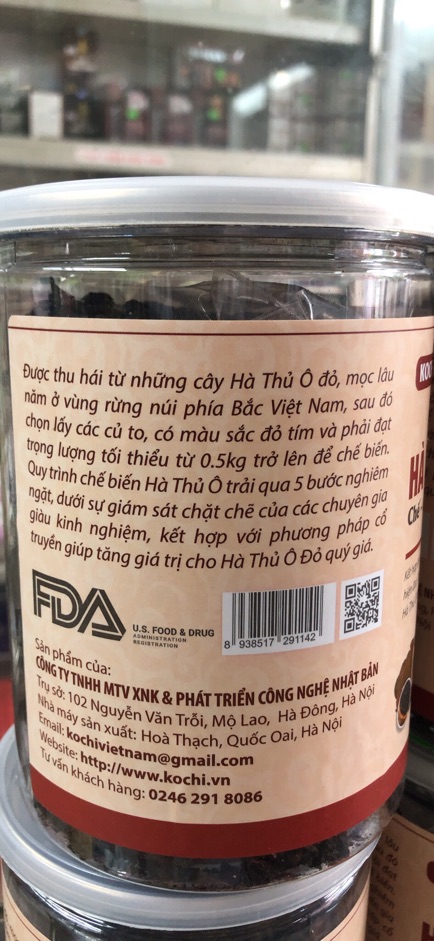 Được thu hái từ những cây Hà Thủ Ô đỏ, mọc lâu
năm ở vùng rừng núi phía Bắc Việt Nam, sau đó
chọn lấy các củ to, có màu sắc đỏ tím và phải đạt
trọng lượng tối thiểu từ 0.5kg trở lên để chế biến.
Quy trình chế biến Hà Thủ Ô trải qua 5 bước nghiêm
ngặt, dưới sự giám sát chặt chẽ của các chuyên gia
giàu kinh nghiệm, kết hợp với phương pháp cổ
truyền giúp tăng giá trị cho Hà Thủ Ô Đỏ quý giá.
FDA
U.S. FOOD & DRUG
ADMINISTRATION
REGISTRATION
8 938517 291142
Sản phẩm của:
CÔNG TY TNHH MTV XNK & PHÁT TRIỂN CÔNG NGHỆ NHẬT BẢN
Trụ sở: 102 Nguyễn Văn Trỗi, Mộ Lao, Hà Đông, Hà Nội
Nhà máy sản xuất: Hoà Thạch, Quốc Oai, Hà Nội
Email: kochivietnam@gmail.com
Website: http://www.kochi.vn
Tư vấn khách hàng: 0246 291 8086